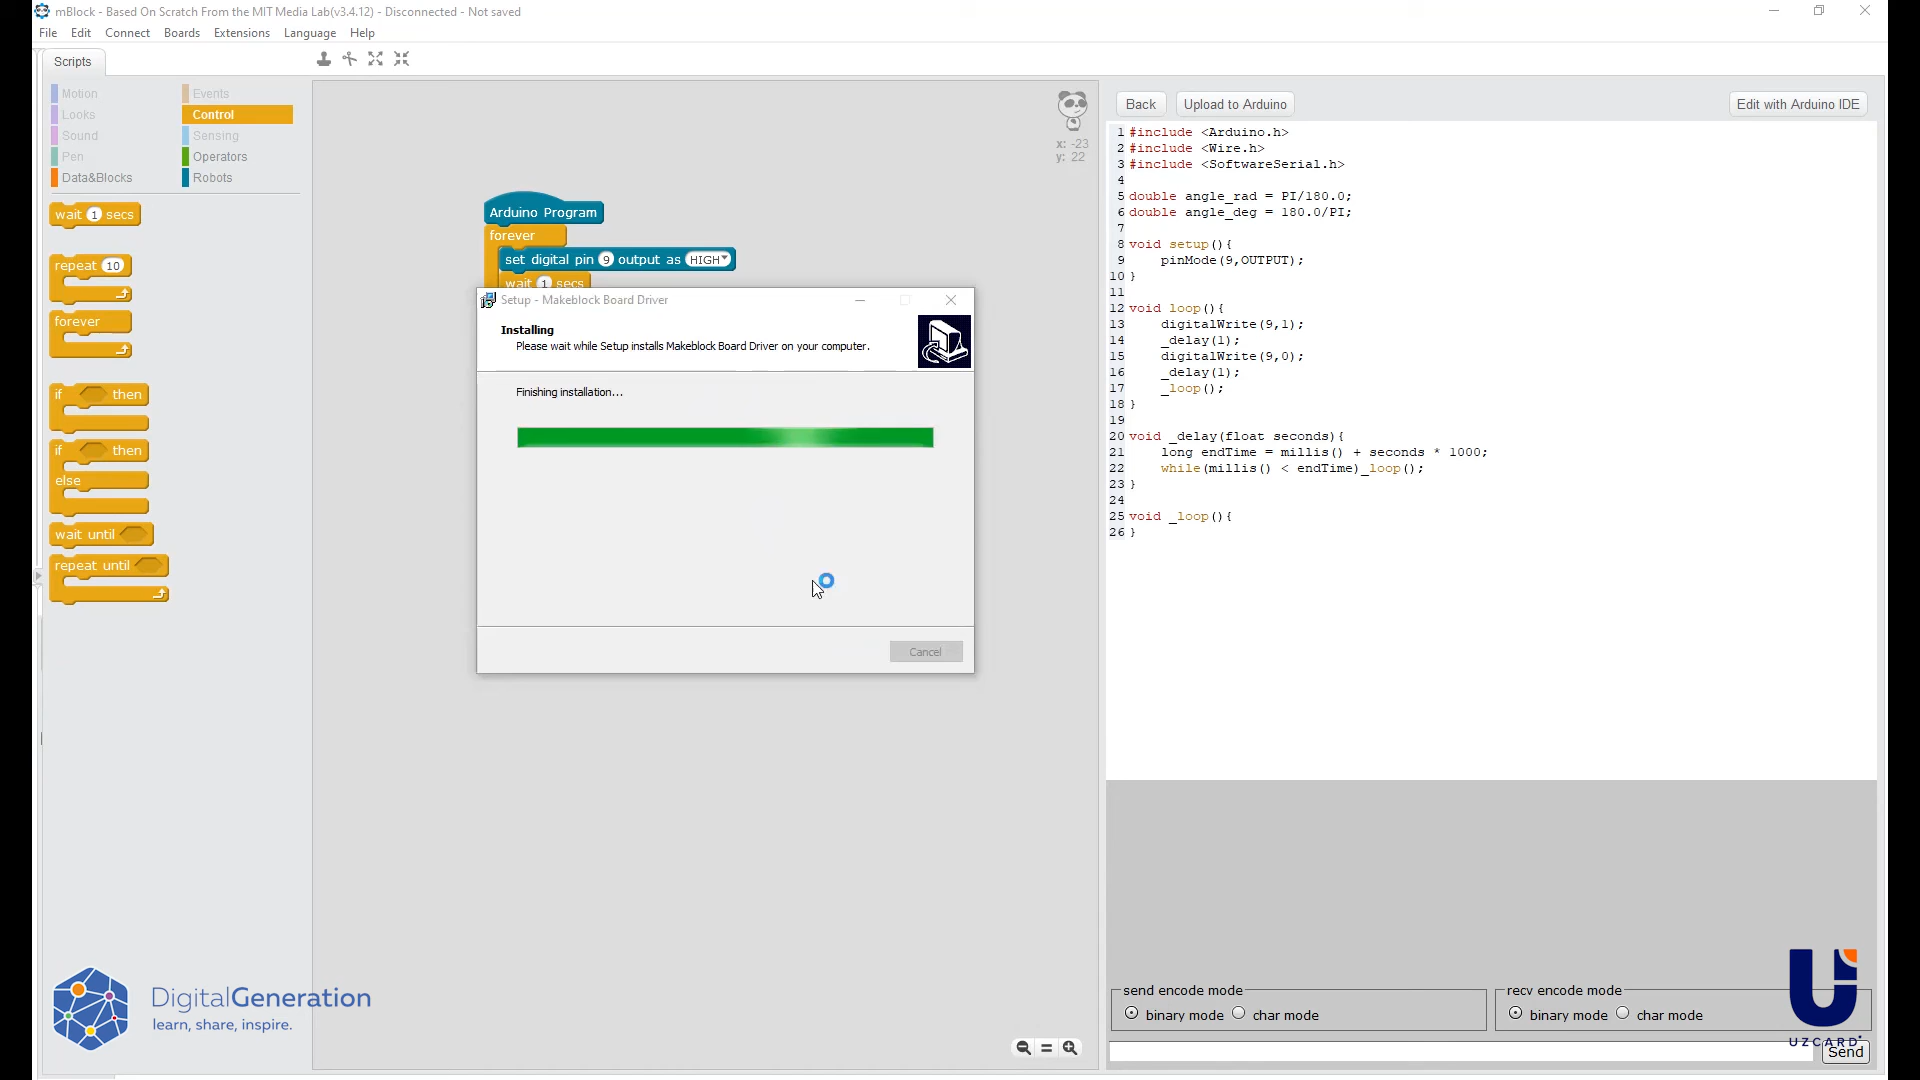 mBlock - Based On Scratch From the MIT Media Lab(v3.4.12) - Disconnected - Not saved
File Edit Connect Boards Extensions Language Help
Scripts
Motion Events
Looks Control
Sound Sensing
Pen Operators
Data&Blocks Robots
wait 1 secs
repeat 10
forever
if then
if then
else
wait until
repeat until
x: -23
y: 22
Arduino Program
forever
set digital pin 9 output as HIGH
wait 1 secs
Setup - Makeblock Board Driver
Installing
Please wait while Setup installs Makeblock Board Driver on your computer.
Finishing installation...
Cancel
Back Upload to Arduino Edit with Arduino IDE
1 #include <Arduino.h>
2 #include <Wire.h>
3 #include <SoftwareSerial.h>
4
5 double angle_rad = PI/180.0;
6 double angle_deg = 180.0/PI;
7
8 void setup(){
9 pinMode(9,OUTPUT);
10 }
11
12 void loop(){
13 digitalWrite(9,1);
14 _delay(1);
15 digitalWrite(9,0);
16 _delay(1);
17 _loop();
18 }
19
20 void _delay(float seconds){
21 long endTime = millis() + seconds * 1000;
22 while(millis() < endTime)_loop();
23 }
24
25 void _loop(){
26 }
send encode mode
binary mode char mode
recv encode mode
binary mode char mode
Send
DigitalGeneration
learn, share, inspire.
UZCARD